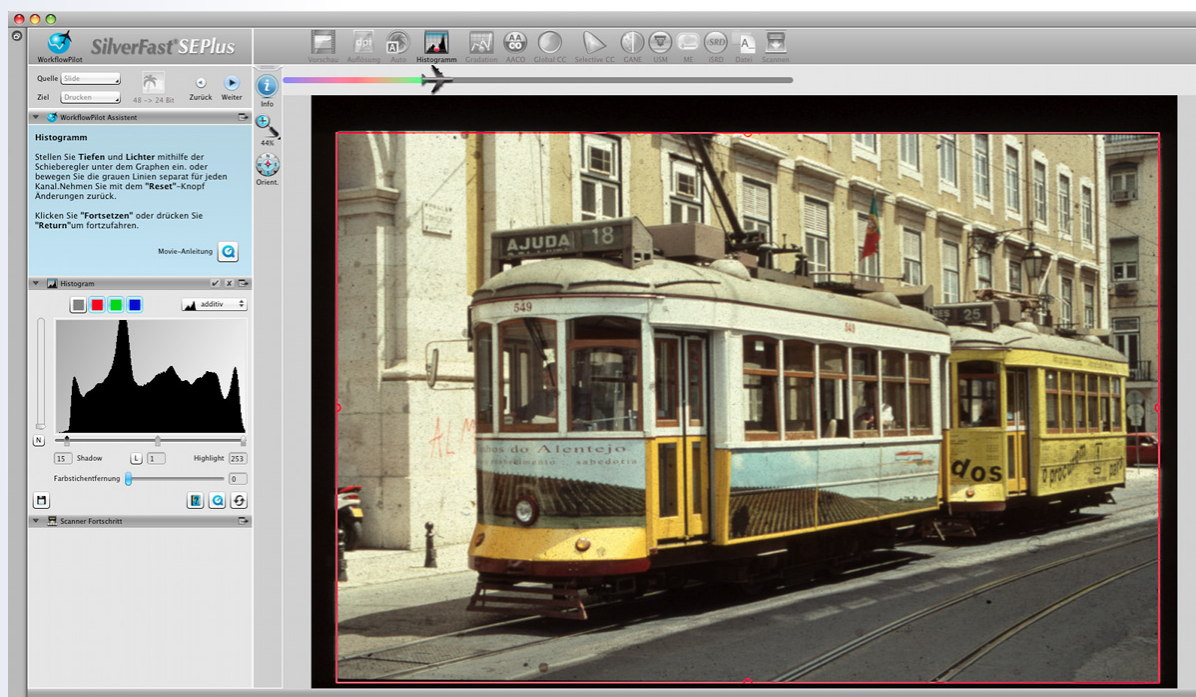 SilverFast® SEPlus
WorkflowPilot
Vorschau
Auflösung
Auto
Histogramm
Gradation
AACO
Global CC
Selective CC
GANE
USM
ME
iSRD
Datei
Scannen
Quelle
Slide
Ziel
Drucken
48 -> 24 Bit
Zurück
Weiter
Info
44%
Orient.
WorkflowPilot Assistent
Histogramm
Stellen Sie Tiefen und Lichter mithilfe der
Schieberegler unter dem Graphen ein. oder
bewegen Sie die grauen Linien separat für jeden
Kanal.Nehmen Sie mit dem "Reset"-Knopf
Änderungen zurück.
Klicken Sie "Fortsetzen" oder drücken Sie
"Return"um fortzufahren.
Movie-Anleitung
Histogram
additiv
N
15 Shadow L 1 Highlight 253
Farbstichentfernung 0
Scanner Fortschritt
AJUDA 18
549
549
25
do Alentejo
sabedoria
dos